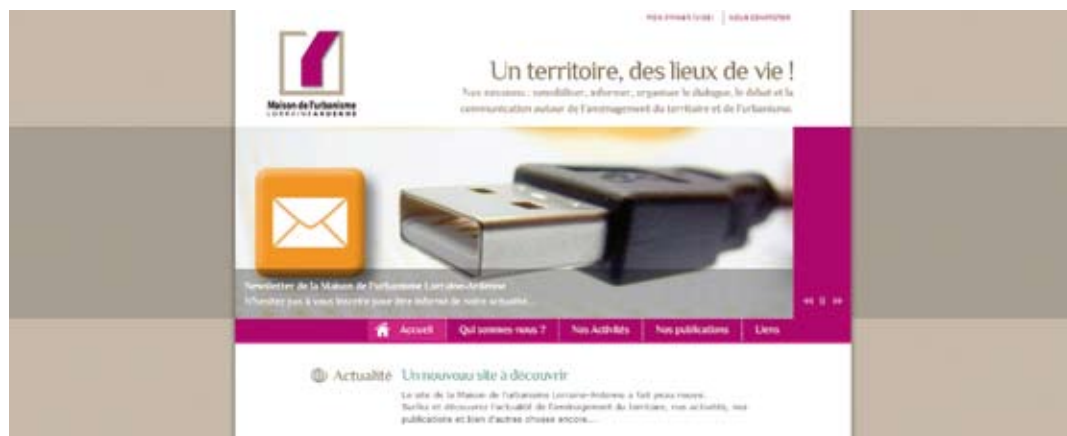 NOUS CONTACTER
Un territoire, des lieux de vie !
Nos missions : sensibiliser, informer, organiser le dialogue, le débat et la
communication autour de l'aménagement du territoire et de l'urbanisme.
Maison de l'urbanisme
LORRAINE ARDENNE
Newsletter de la Maison de l'urbanisme Lorraine-Ardenne
N'hésitez pas à vous inscrire pour être informé de notre actualité...
Accueil
Qui sommes-nous ?
Nos Activités
Nos publications
Liens
Actualité
Un nouveau site à découvrir
Le site de la Maison de l'urbanisme Lorraine-Ardenne a fait peau neuve.
Surfez et découvrez l'actualité de l'aménagement du territoire, nos activités, nos
publications et bien d'autres choses encore...